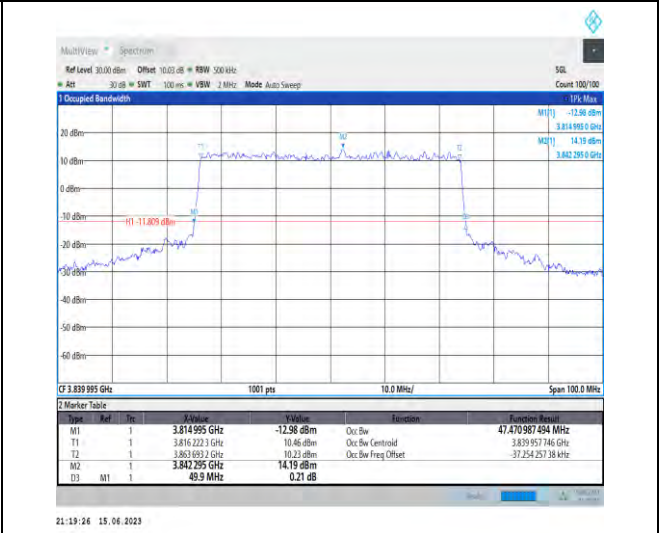 MultiView Spectrum
Ref Level 30.00 dBm Offset 10.03 dB RBW 500 kHz SGL
Att 30 dB SWT 100 ms VBW 2 MHz Mode Auto Sweep Count 100/100
1 Occupied Bandwidth 1Pk Max
M1[1] -12.98 dBm
3.814 995 0 GHz
M2[1] 14.19 dBm
3.842 295 0 GHz
20 dBm
M2
T1 T2
10 dBm
0 dBm
-10 dBm
M1
H1 -11.809 dBm
-20 dBm
-30 dBm
-40 dBm
-50 dBm
-60 dBm
CF 3.839 995 GHz 1001 pts 10.0 MHz/ Span 100.0 MHz
2 Marker Table
Type Ref Trc X-Value Y-Value Function Function Result
M1 1 3.814 995 GHz -12.98 dBm Occ Bw 47.470 987 494 MHz
T1 1 3.816 222 3 GHz 10.46 dBm Occ Bw Centroid 3.839 957 746 GHz
T2 1 3.863 693 2 GHz 10.23 dBm Occ Bw Freq Offset -37.254 257 38 kHz
M2 1 3.842 295 GHz 14.19 dBm
D3 M1 1 49.9 MHz 0.21 dB
21:19:26 15.06.2023